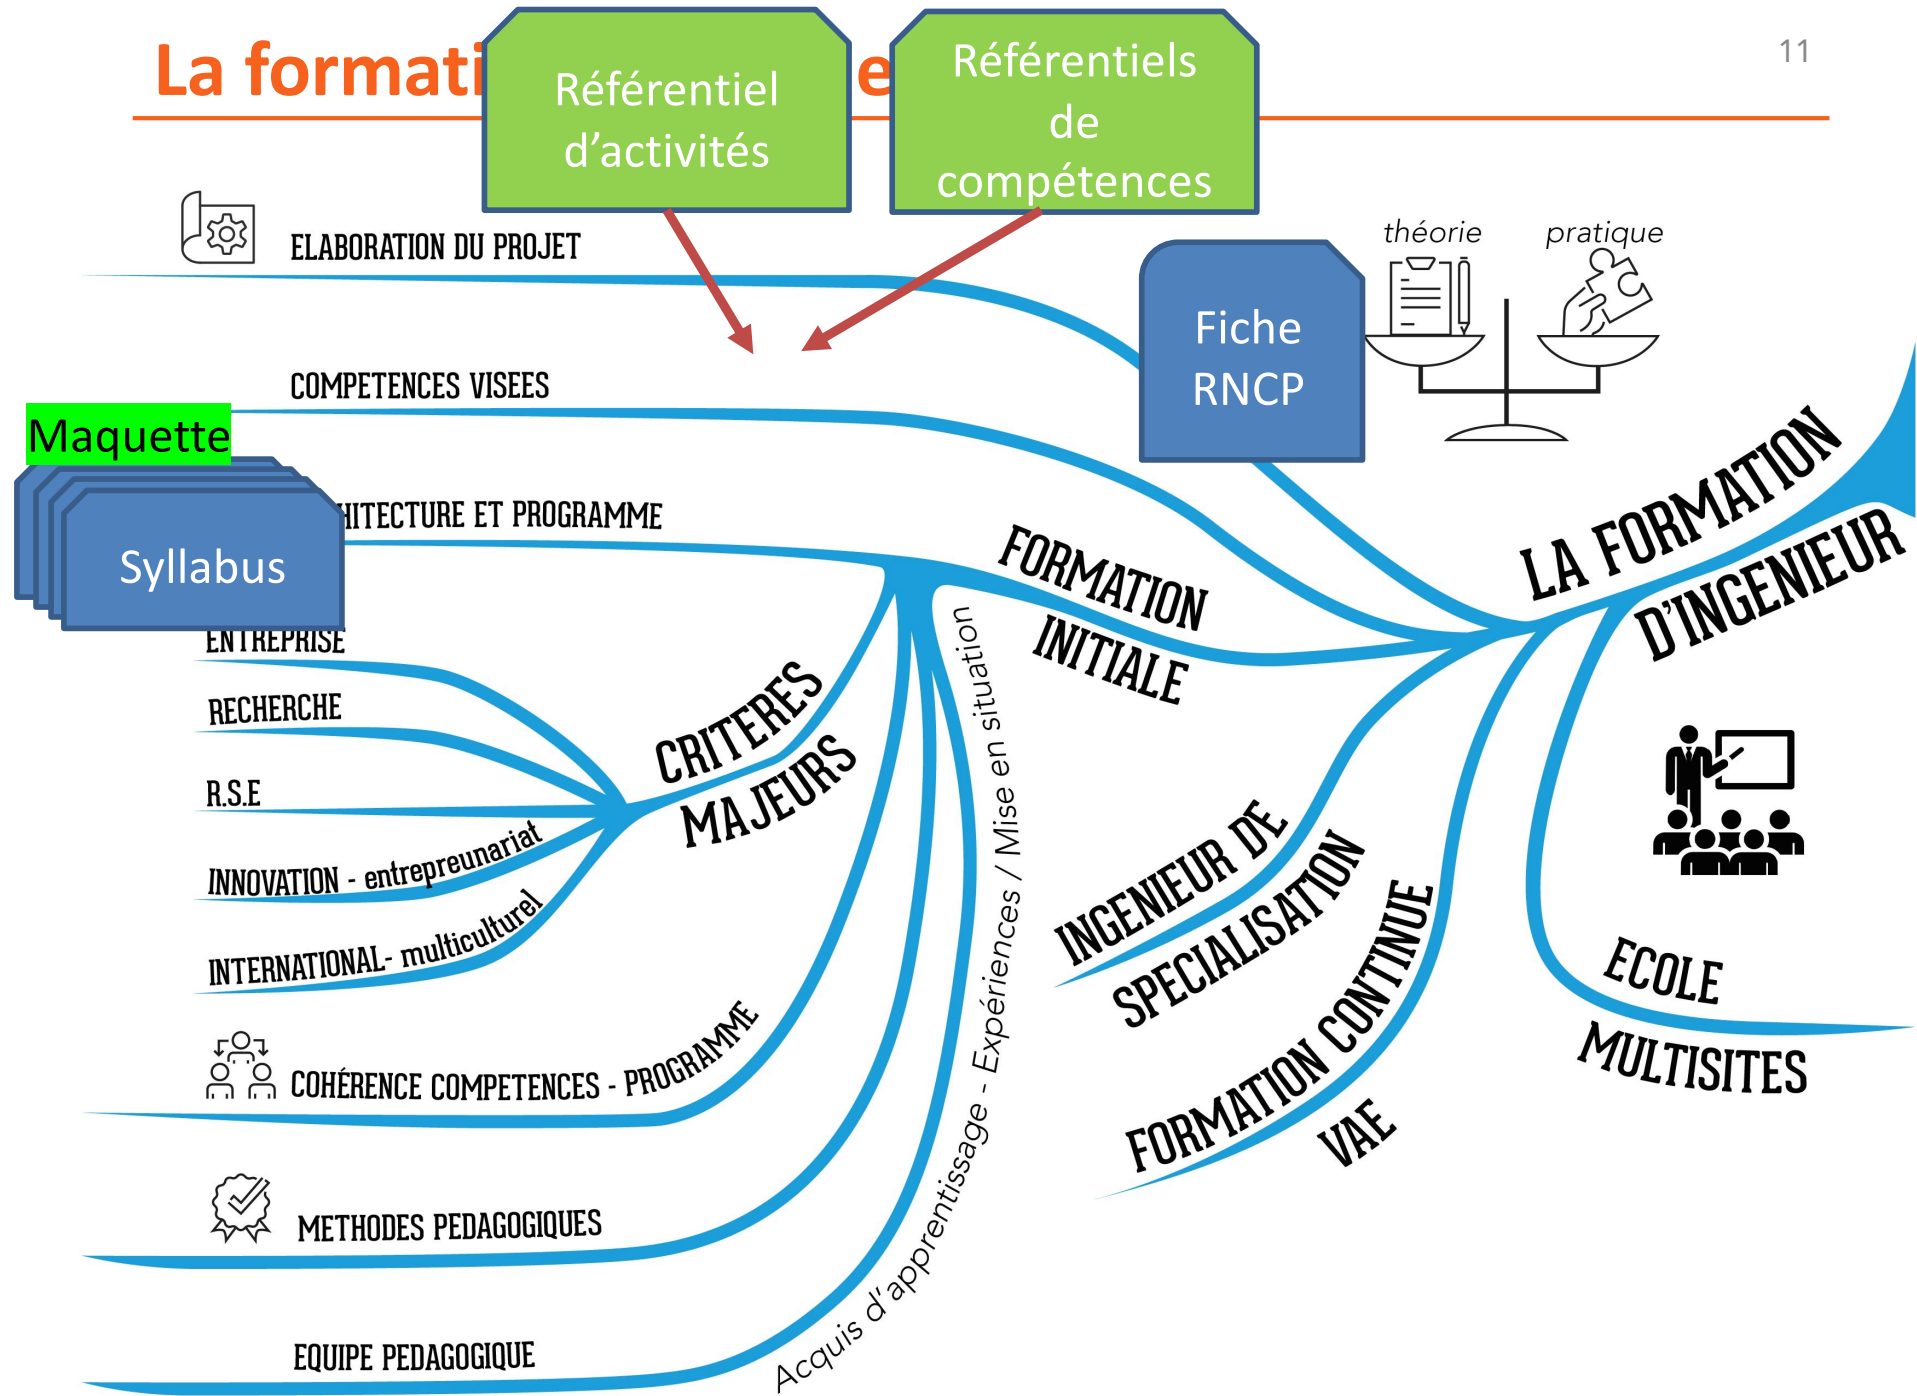 La formati
e
11
Référentiel
d'activités
Référentiels
de
compétences
théorie
pratique
ELABORATION DU PROJET
Fiche
RNCP
COMPETENCES VISEES
Maquette
HITECTURE ET PROGRAMME
Syllabus
FORMATION
INITIALE
LA FORMATION
D'INGENIEUR
ENTREPRISE
RECHERCHE
R.S.E
INNOVATION - entrepreunariat
INTERNATIONAL- multiculturel
CRITERES
MAJEURS
Acquis d'apprentissage - Expériences / Mise en situation
INGENIEUR DE
SPECIALISATION
FORMATION CONTINUE
VAE
ECOLE
MULTISITES
COHÉRENCE COMPETENCES - PROGRAMME
METHODES PEDAGOGIQUES
EQUIPE PEDAGOGIQUE